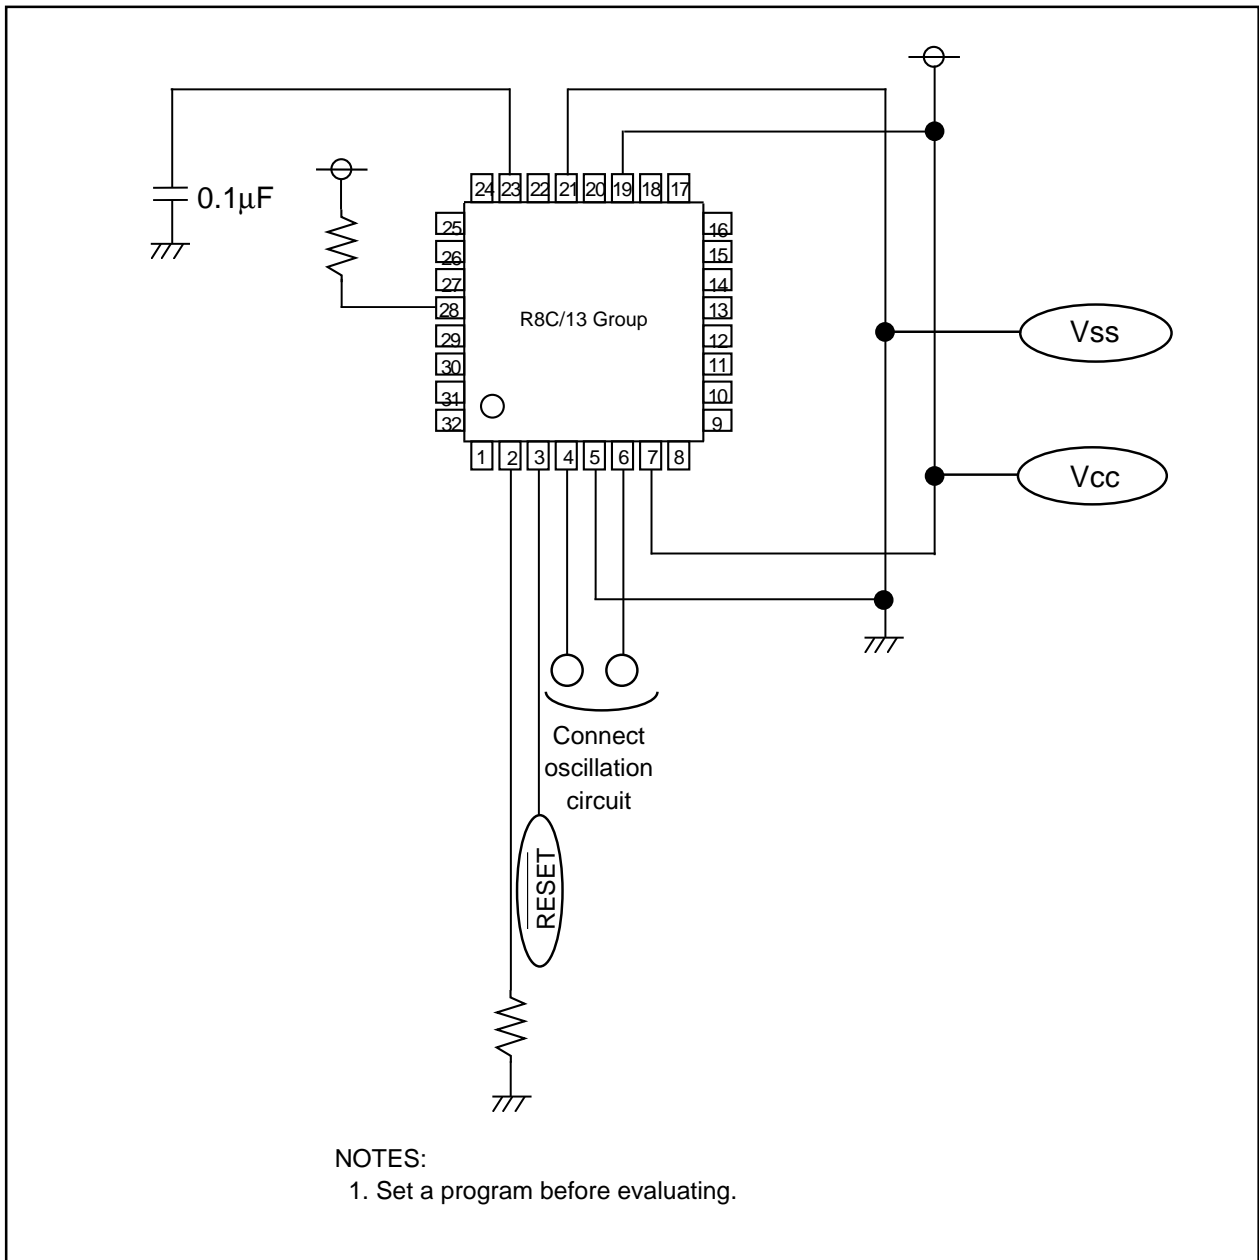 0.1μF
24 23 22 21 20 19 18 17
25
26
27
28
29
30
31
32
16
15
14
13
12
11
10
9
R8C/13 Group
1 2 3 4 5 6 7 8
Vss
Vcc
Connect
oscillation
circuit
RESET
NOTES:
1. Set a program before evaluating.